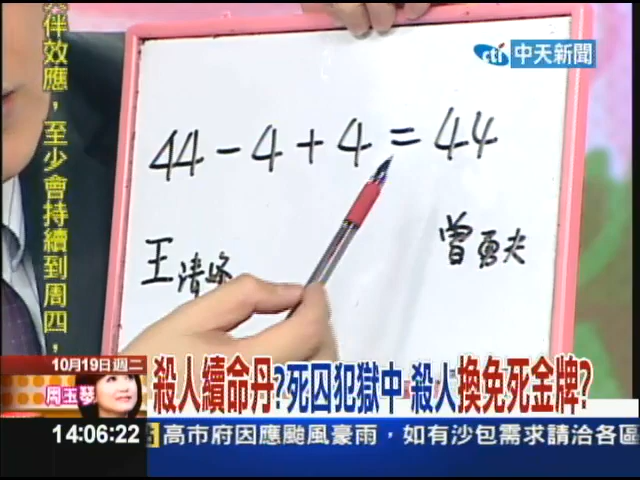 伴效應，至少會持續到周四，
cti 中天新聞
44-4+4=44
王清峰
曾勇夫
10月19日週二
周玉琴
殺人續命丹?死囚犯獄中 殺人換免死金牌?
14:06:22
高市府因應颱風豪雨，如有沙包需求請洽各區